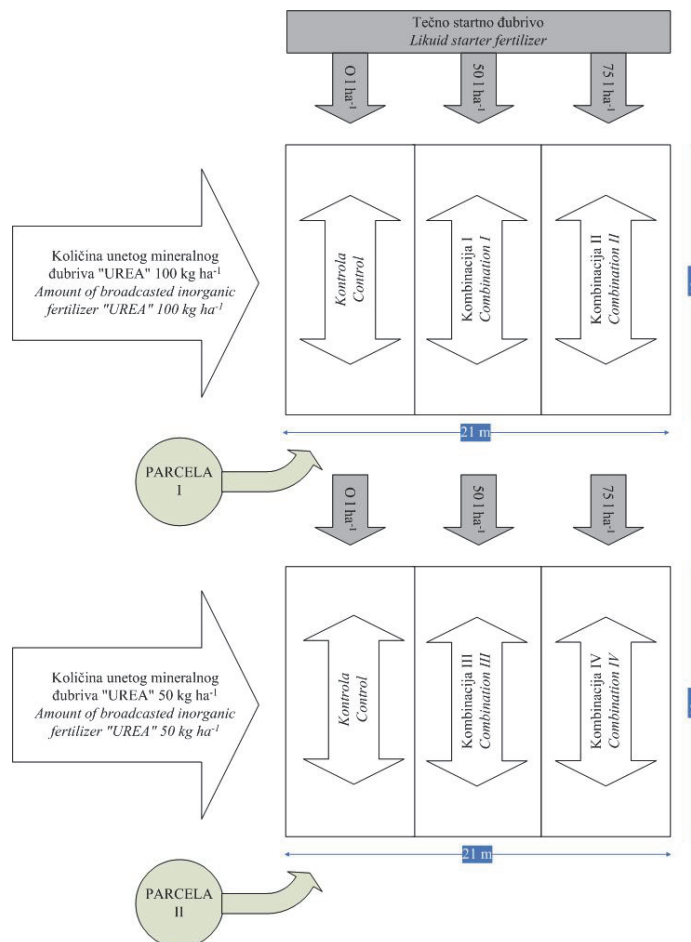 Tečno startno đubrivo
Likuid starter fertilizer
O l ha-1
50 l ha-1
75 l ha-1
Količina unetog mineralnog
đubriva "UREA" 100 kg ha-1
Amount of broadcasted inorganic
fertilizer "UREA" 100 kg ha-1
Kontrola
Control
Kombinacija I
Combination I
Kombinacija II
Combination II
21 m
PARCELA
I
O l ha-1
50 l ha-1
75 l ha-1
Količina unetog mineralnog
đubriva "UREA" 50 kg ha-1
Amount of broadcasted inorganic
fertilizer "UREA" 50 kg ha-1
Kontrola
Control
Kombinacija III
Combination III
Kombinacija IV
Combination IV
21 m
PARCELA
II